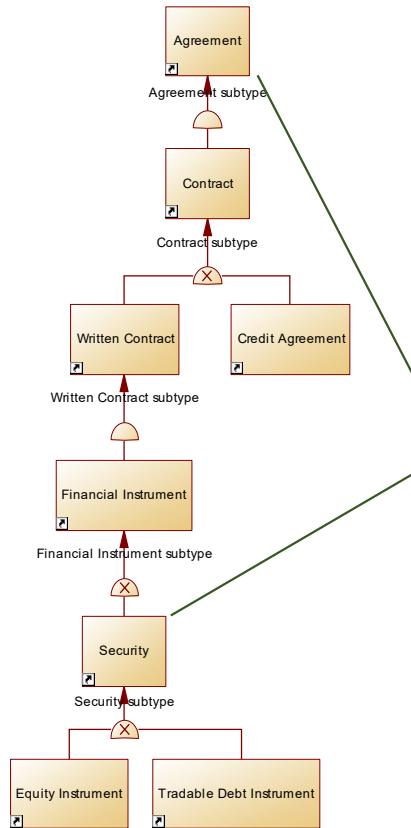 Agreement
Agreement subtype
Contract
Contract subtype
Written Contract
Credit Agreement
Written Contract subtype
Financial Instrument
Financial Instrument subtype
Security
Security subtype
Equity Instrument
Tradable Debt Instrument